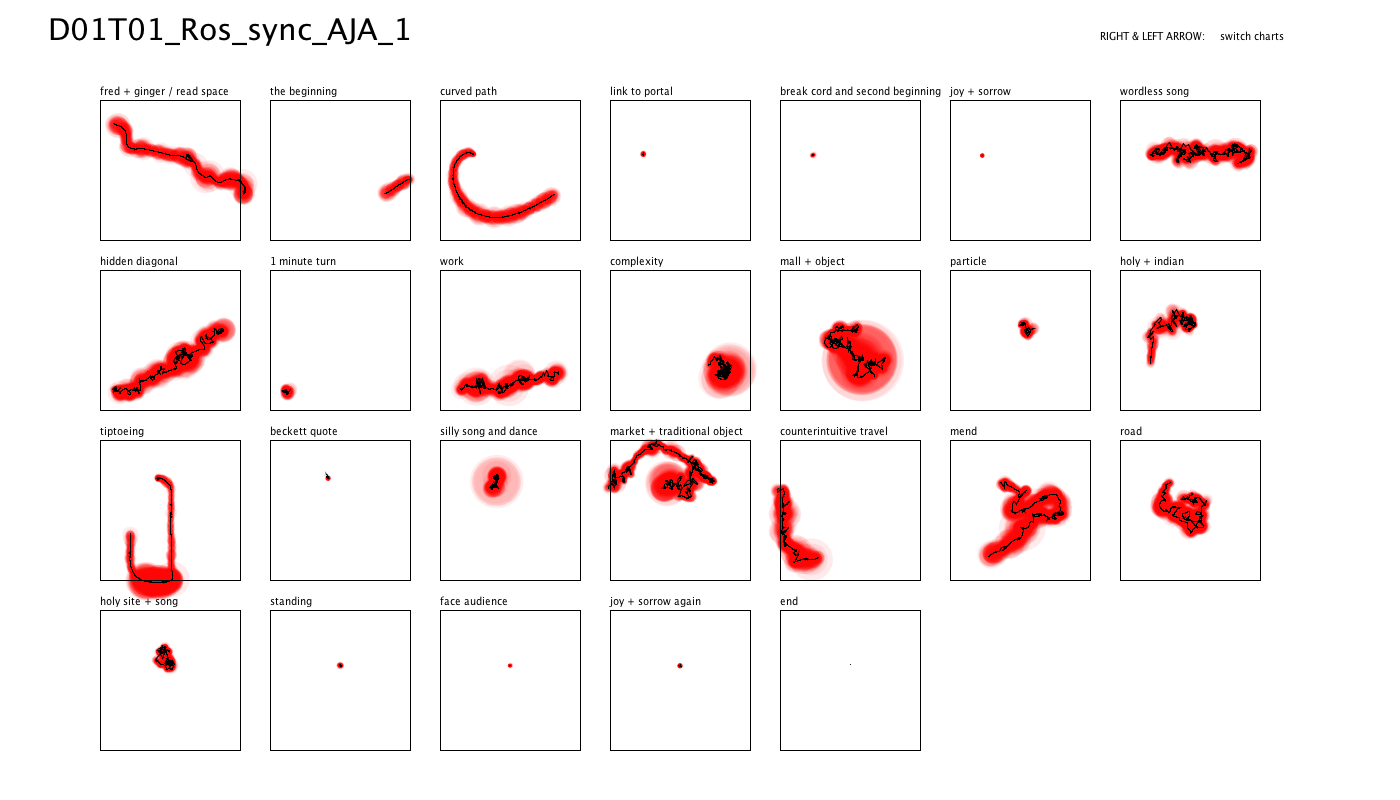 D01T01_Ros_sync_AJA_1
RIGHT & LEFT ARROW: switch charts
fred + ginger / read space
the beginning
curved path
link to portal
break cord and second beginning
joy + sorrow
wordless song
hidden diagonal
1 minute turn
work
complexity
mall + object
particle
holy + indian
tiptoeing
beckett quote
silly song and dance
market + traditional object
counterintuitive travel
mend
road
holy site + song
standing
face audience
joy + sorrow again
end